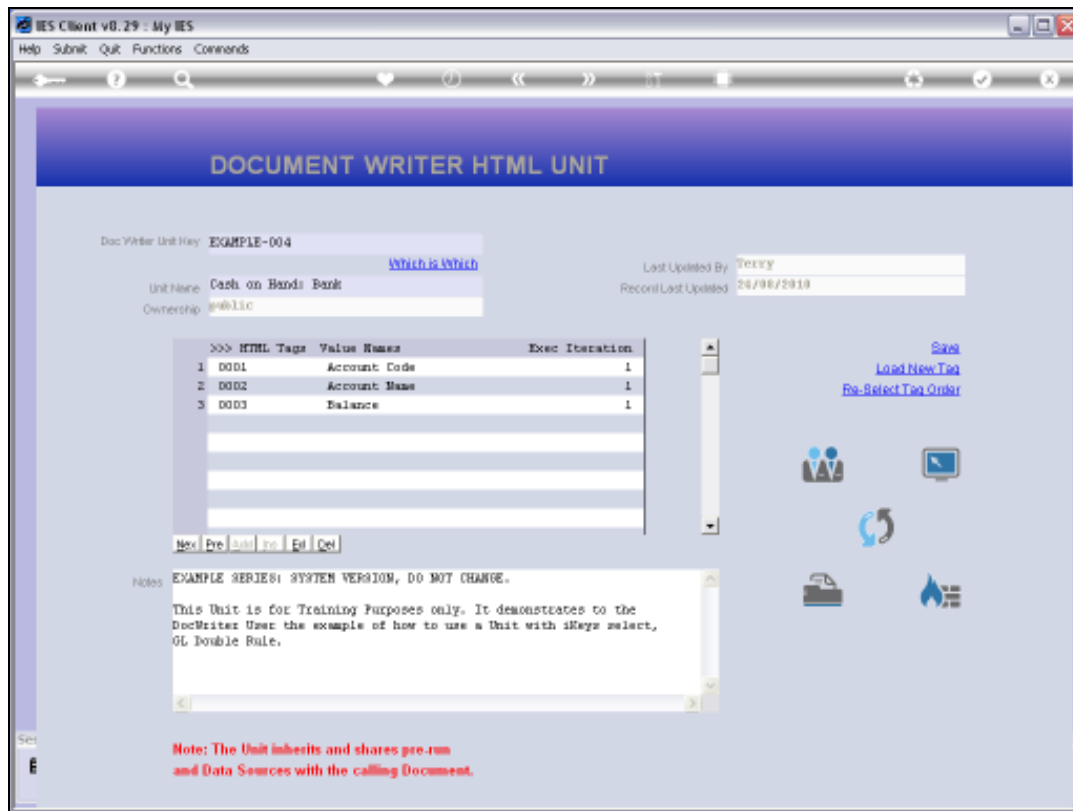 IES Client v8.29 : My IES
Help Submit Quit Functions Commands
DOCUMENT WRITER HTML UNIT
Doc Writer Unit Key EXAMPLE-004
Which is Which
Last Updated By Terry
Unit Name Cash on Hand: Bank
Record Last Updated 26/08/2010
Ownership public
>>> HTML Tags Value Names Exec Iteration
1 0001 Account Code 1
2 0002 Account Name 1
3 0003 Balance 1
Save
Load New Tag
Re-Select Tag Order
Nex Pre Add Ins Ed Del
Notes
EXAMPLE SERIES: SYSTEM VERSION, DO NOT CHANGE.
This Unit is for Training Purposes only. It demonstrates to the
DocWriter User the example of how to use a Unit with iKeys select,
GL Double Rule.
Note: The Unit inherits and shares pre-run
and Data Sources with the calling Document.